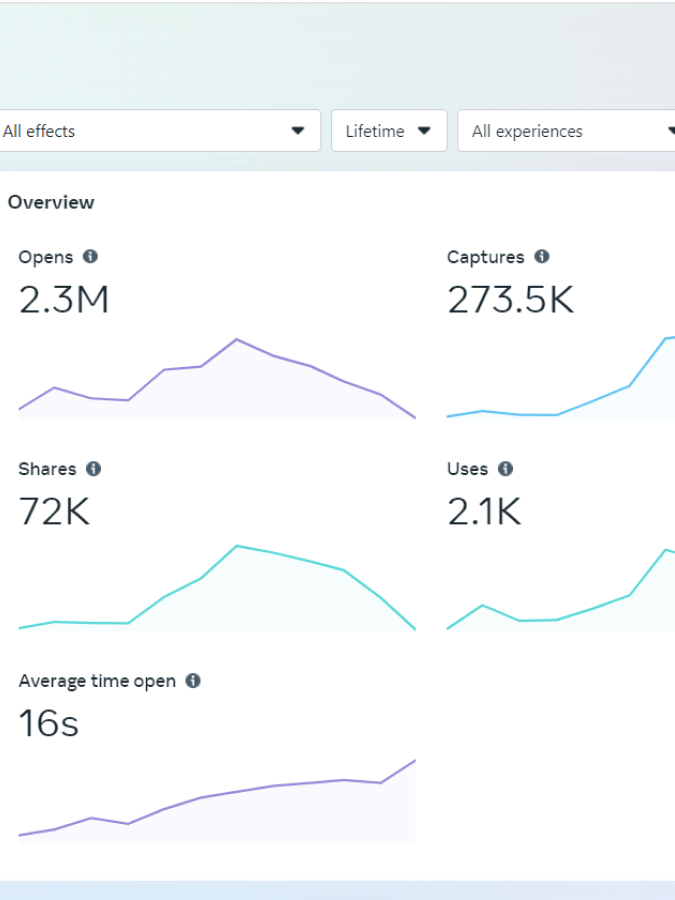 All effects
Lifetime
All experiences
Overview
Opens
2.3M
Captures
273.5K
Shares
72K
Uses
2.1K
Average time open
16s